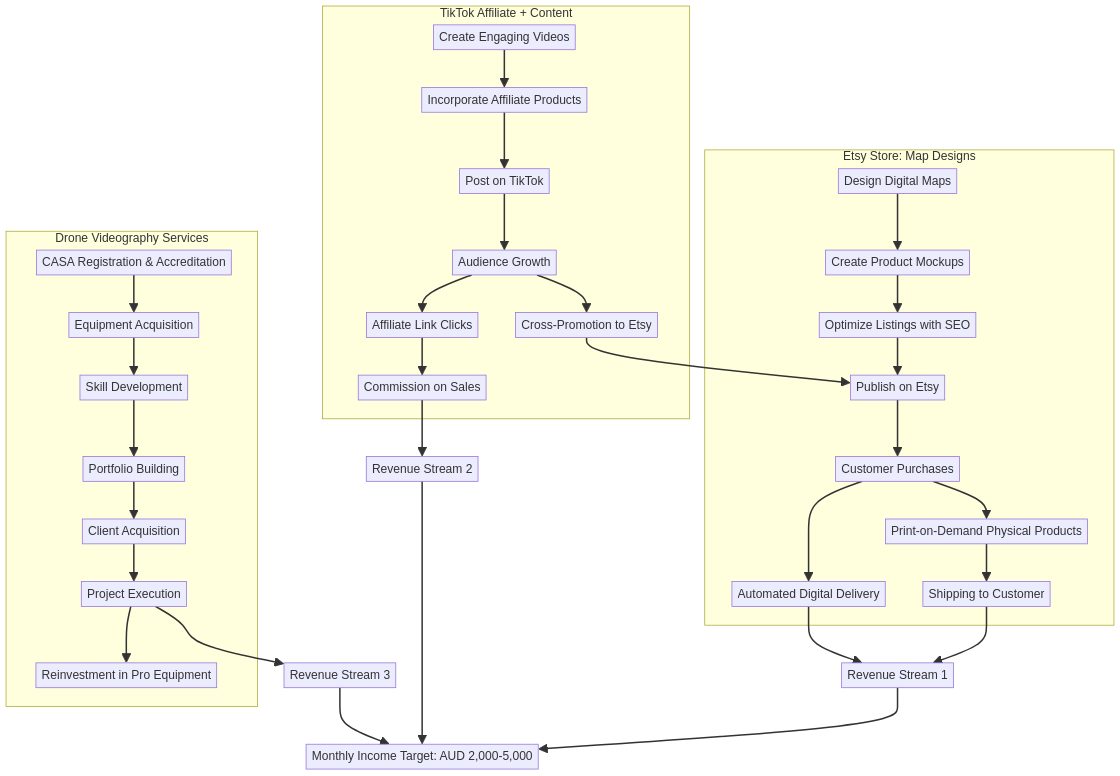 TikTok Affiliate + Content
Create Engaging Videos
Incorporate Affiliate Products
Post on TikTok
Audience Growth
Affiliate Link Clicks
Cross-Promotion to Etsy
Commission on Sales
Revenue Stream 2
Etsy Store: Map Designs
Design Digital Maps
Create Product Mockups
Optimize Listings with SEO
Publish on Etsy
Customer Purchases
Print-on-Demand Physical Products
Automated Digital Delivery
Shipping to Customer
Revenue Stream 1
Drone Videography Services
CASA Registration & Accreditation
Equipment Acquisition
Skill Development
Portfolio Building
Client Acquisition
Project Execution
Reinvestment in Pro Equipment
Revenue Stream 3
Monthly Income Target: AUD 2,000-5,000